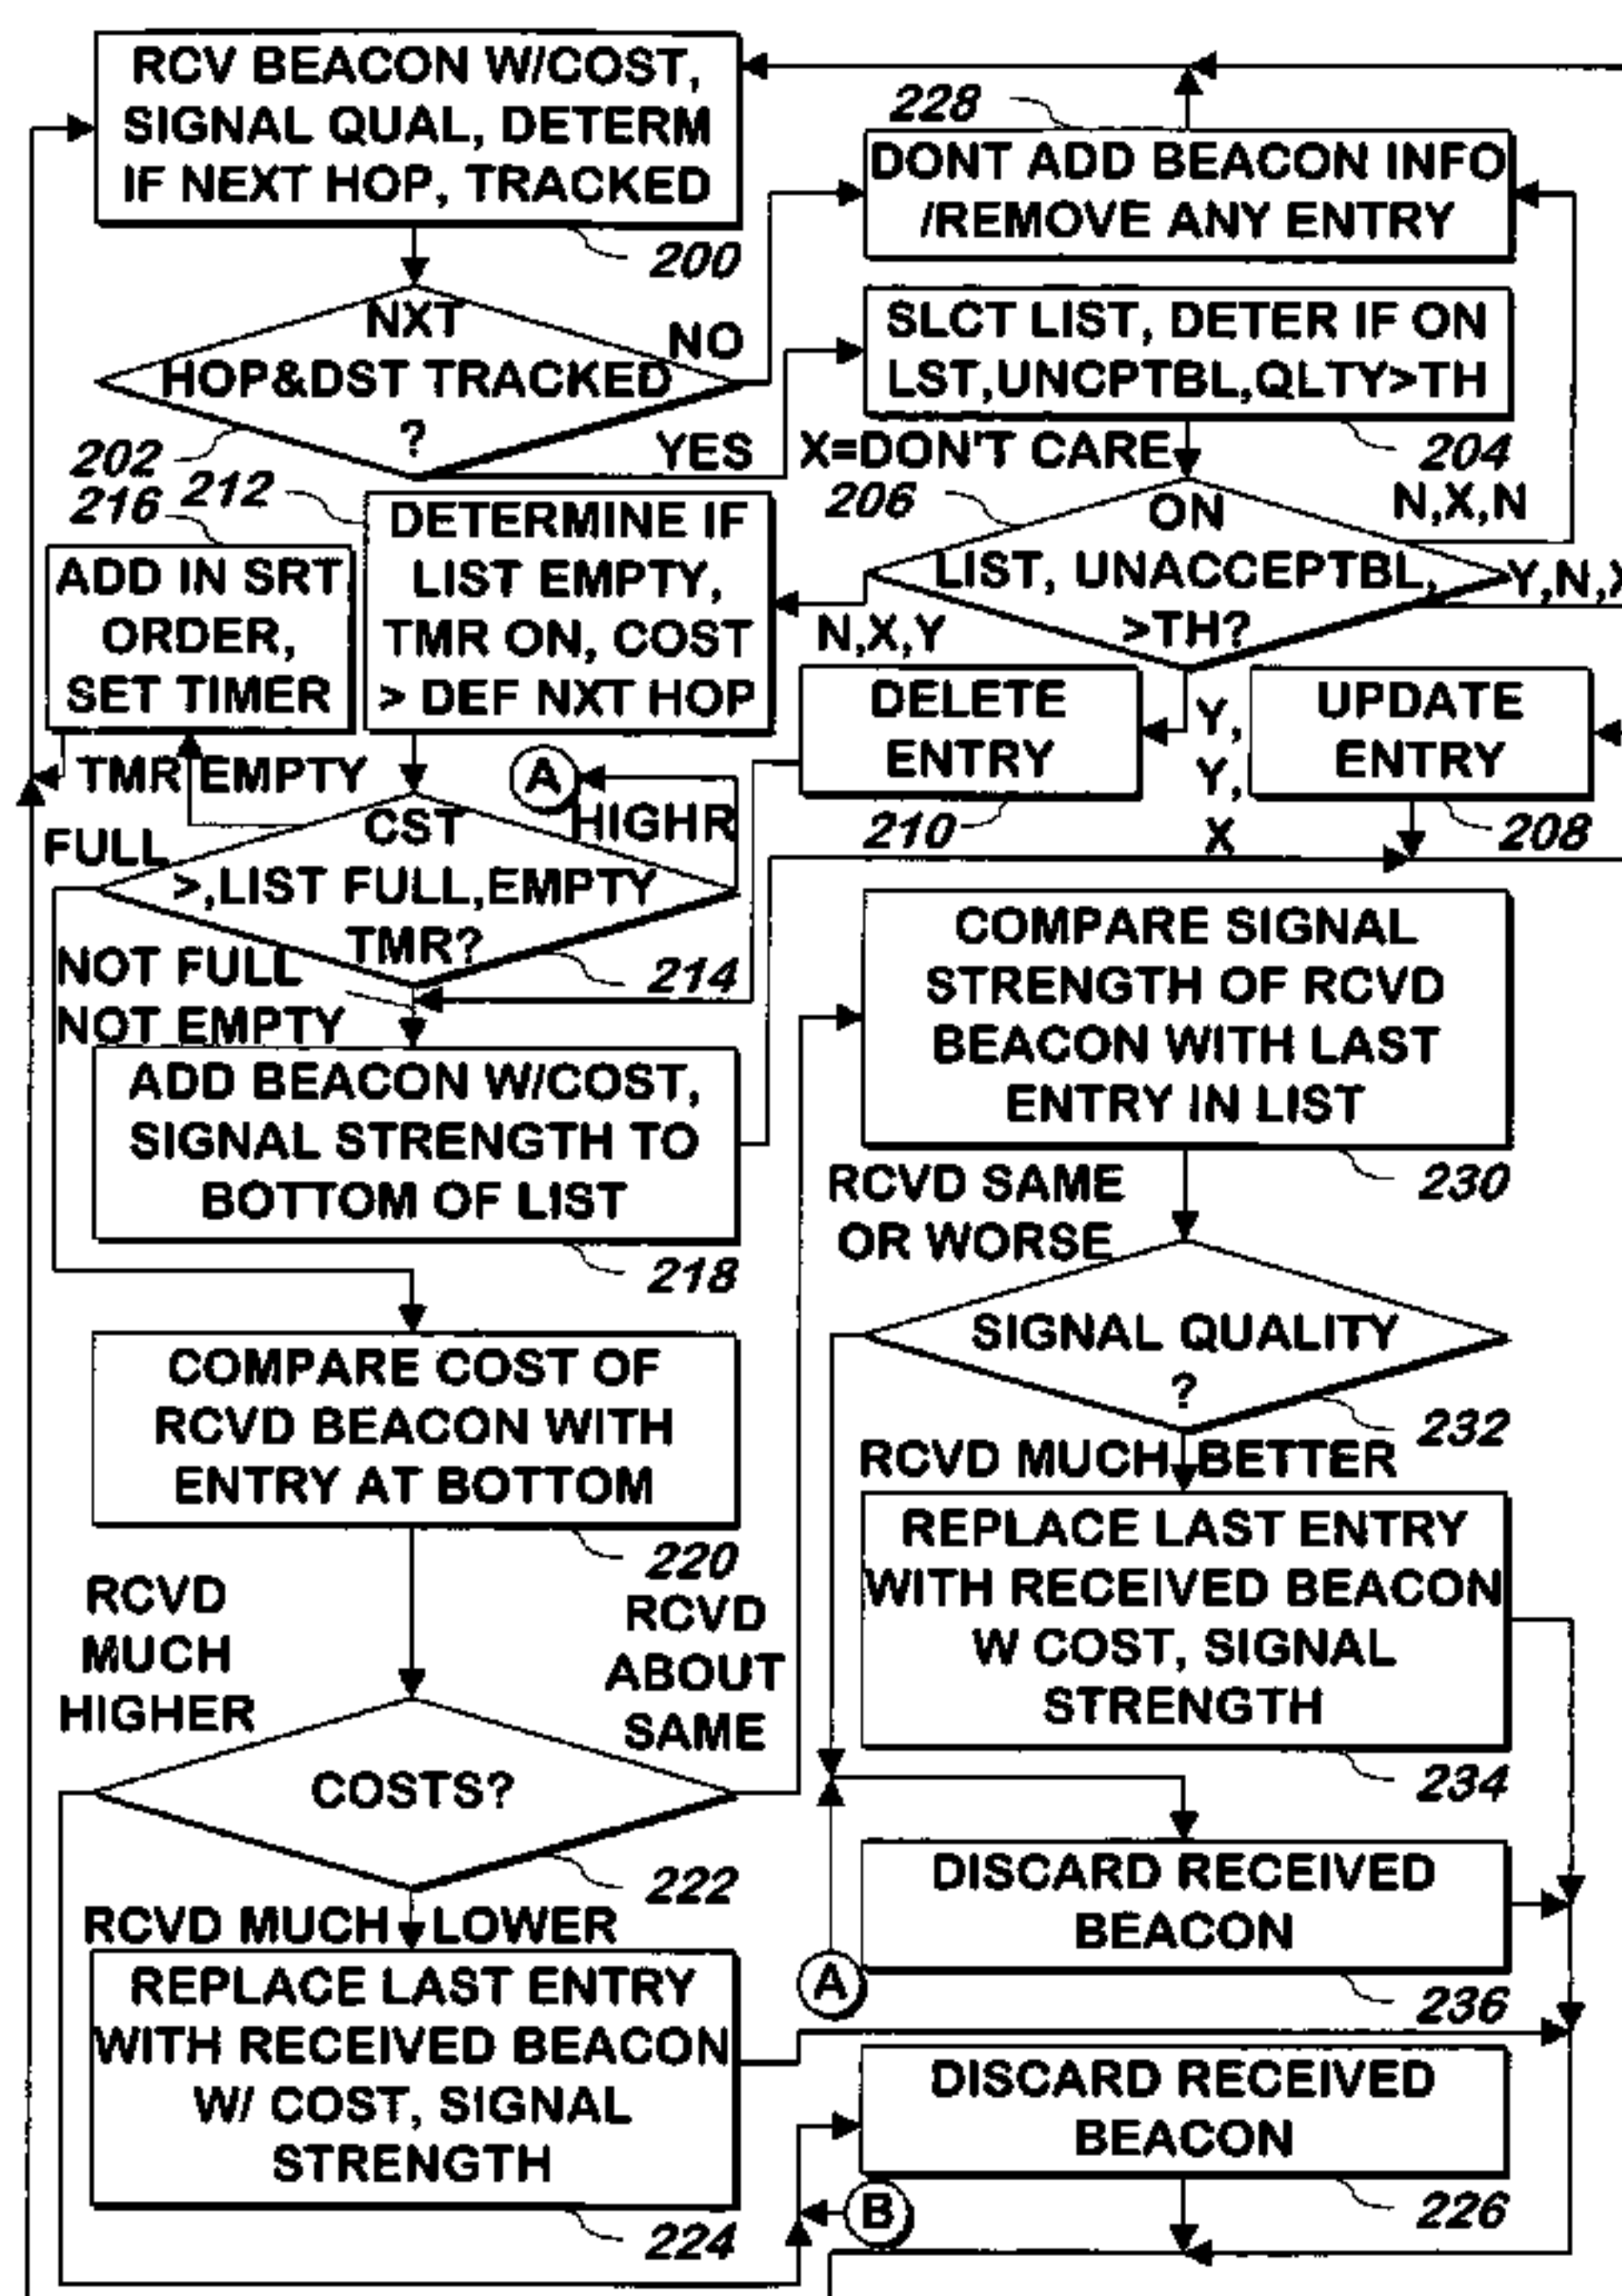 RCV BEACON W/COST,
SIGNAL QUAL, DETERM
IF NEXT HOP, TRACKED
200
228
DONT ADD BEACON INFO
/REMOVE ANY ENTRY
NXT
HOP&DST TRACKED
?
NO
YES
202
SLCT LIST, DETER IF ON
LST,UNCPTBL,QLTY>TH
204
X=DON'T CARE
206
ON
LIST, UNACCEPTBL,
>TH?
N,X,N
Y,N,X
N,X,Y
Y,
Y,
X
216
ADD IN SRT
ORDER,
SET TIMER
212
DETERMINE IF
LIST EMPTY,
TMR ON, COST
> DEF NXT HOP
DELETE
ENTRY
210
UPDATE
ENTRY
208
TMR EMPTY
A
HIGHR
FULL
CST
>,LIST FULL,EMPTY
TMR?
214
NOT FULL
NOT EMPTY
ADD BEACON W/COST,
SIGNAL STRENGTH TO
BOTTOM OF LIST
218
COMPARE SIGNAL
STRENGTH OF RCVD
BEACON WITH LAST
ENTRY IN LIST
230
RCVD SAME
OR WORSE
SIGNAL QUALITY
?
232
RCVD MUCH BETTER
COMPARE COST OF
RCVD BEACON WITH
ENTRY AT BOTTOM
220
REPLACE LAST ENTRY
WITH RECEIVED BEACON
W COST, SIGNAL
STRENGTH
234
RCVD
MUCH
HIGHER
RCVD
ABOUT
SAME
COSTS?
222
RCVD MUCH LOWER
DISCARD RECEIVED
BEACON
236
A
REPLACE LAST ENTRY
WITH RECEIVED BEACON
W/ COST, SIGNAL
STRENGTH
224
DISCARD RECEIVED
BEACON
226
B